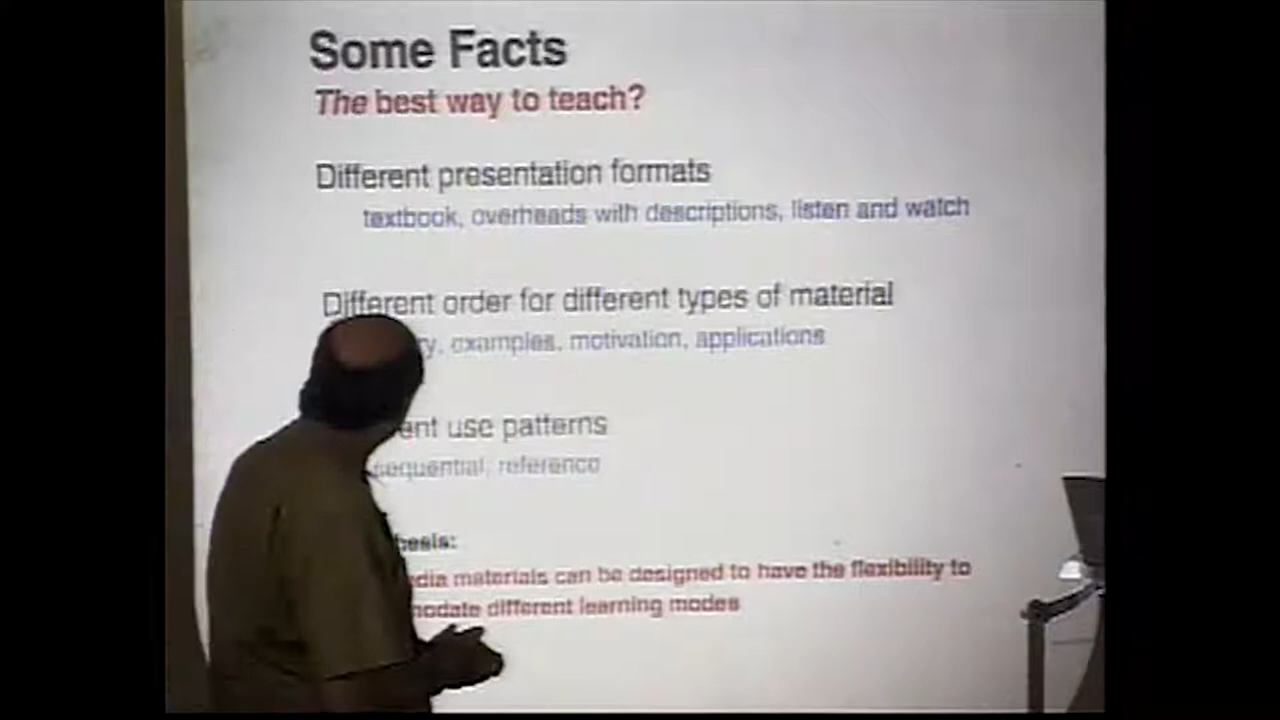 Some Facts
The best way to teach?
Different presentation formats
textbook, overheads with descriptions, listen and watch
Different order for different types of material
examples, motivation, applications
use patterns
sequential, reference
materials can be designed to have the flexibility to
different learning modes